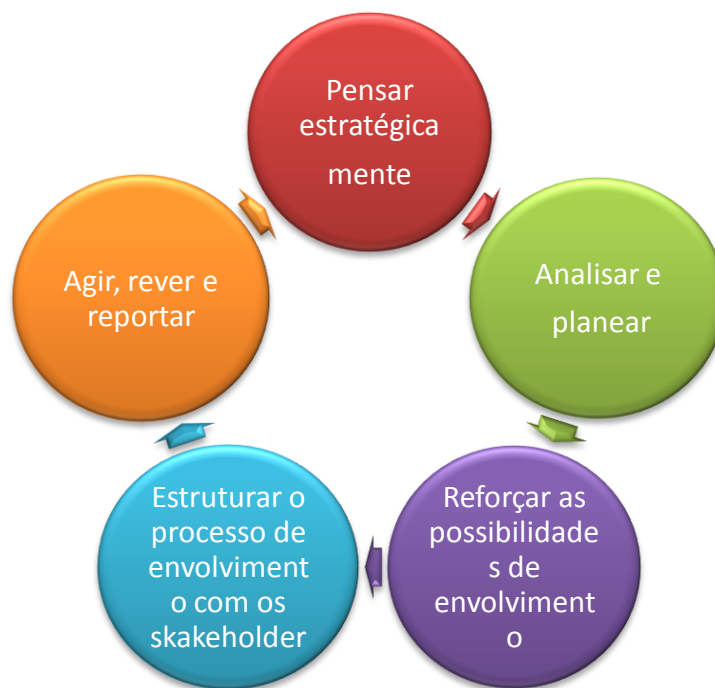 Pensar
estratégica
mente
Analisar e
planear
Reforçar as
possibilidade
s de
envolviment
o
Estruturar o
processo de
envolviment
o com os
skakeholder
Agir, rever e
reportar